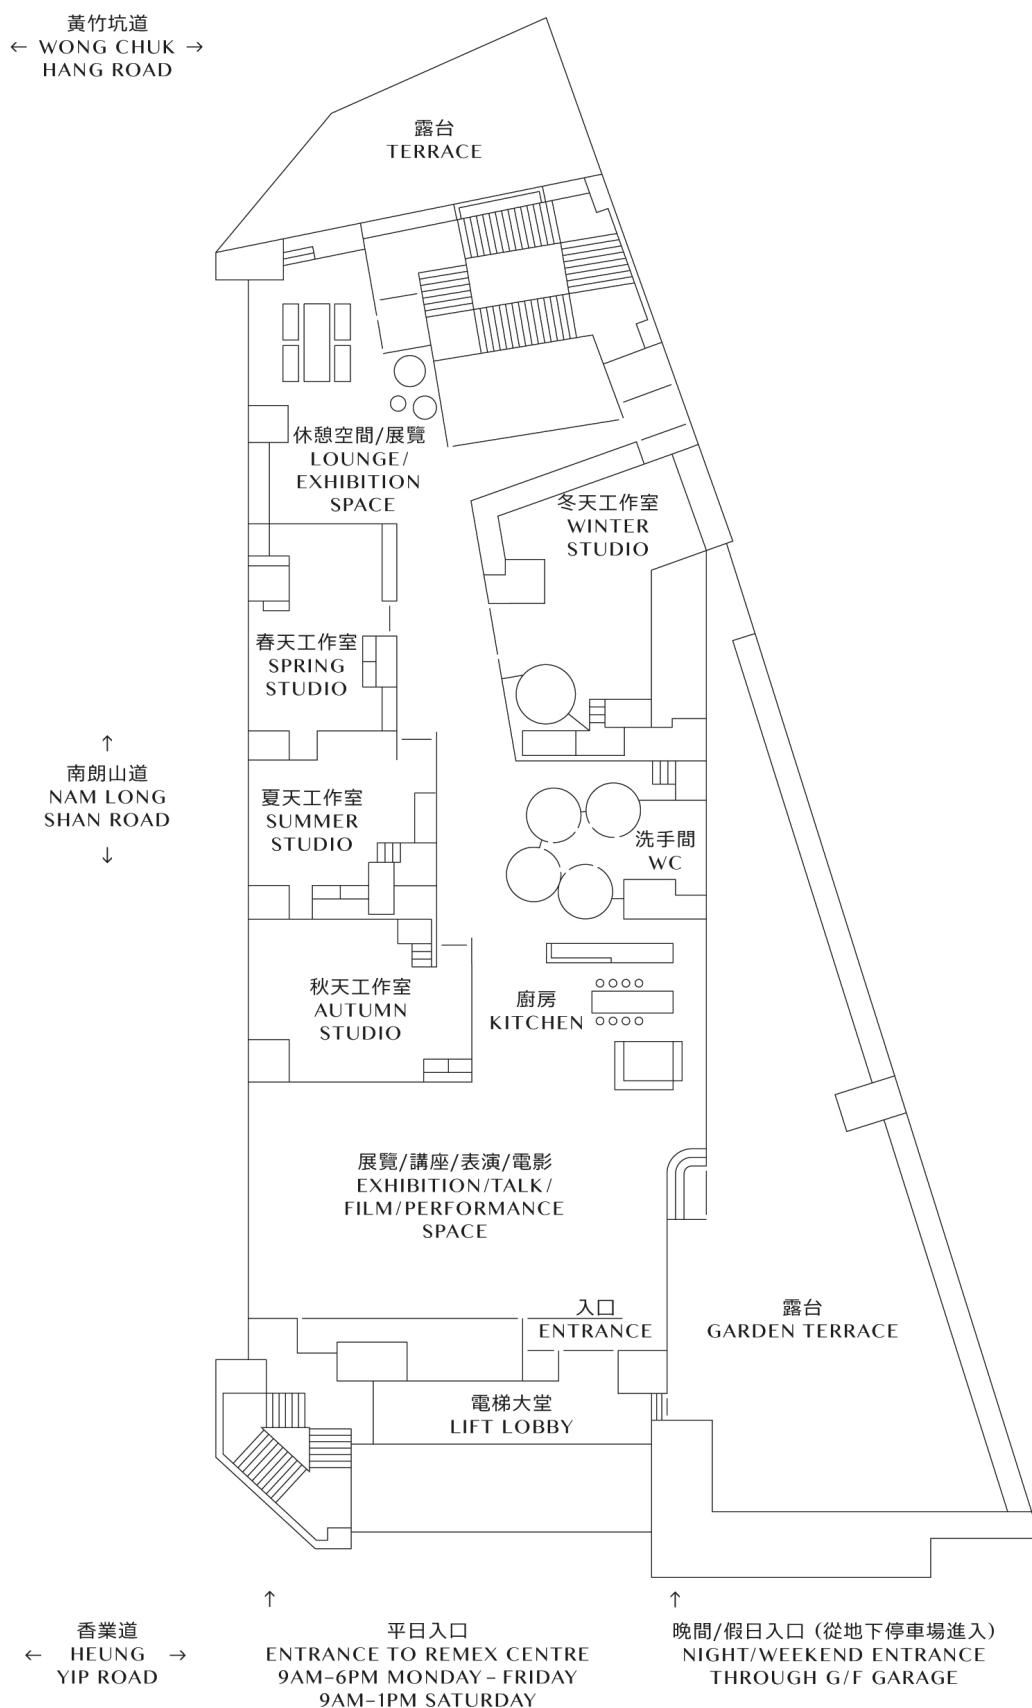 黃竹坑道
← WONG CHUK →
HANG ROAD
露台
TERRACE
休憩空間/展覽
LOUNGE/
EXHIBITION
SPACE
冬天工作室
WINTER
STUDIO
春天工作室
SPRING
STUDIO
↑
南朗山道
NAM LONG
SHAN ROAD
↓
夏天工作室
SUMMER
STUDIO
洗手間
WC
秋天工作室
AUTUMN
STUDIO
廚房
KITCHEN
展覽/講座/表演/電影
EXHIBITION/TALK/
FILM/PERFORMANCE
SPACE
入口
ENTRANCE
露台
GARDEN TERRACE
電梯大堂
LIFT LOBBY
香業道
← HEUNG →
YIP ROAD
↑
平日入口
ENTRANCE TO REMEX CENTRE
9AM–6PM MONDAY – FRIDAY
9AM–1PM SATURDAY
↑
晚間/假日入口 (從地下停車場進入)
NIGHT/WEEKEND ENTRANCE
THROUGH G/F GARAGE